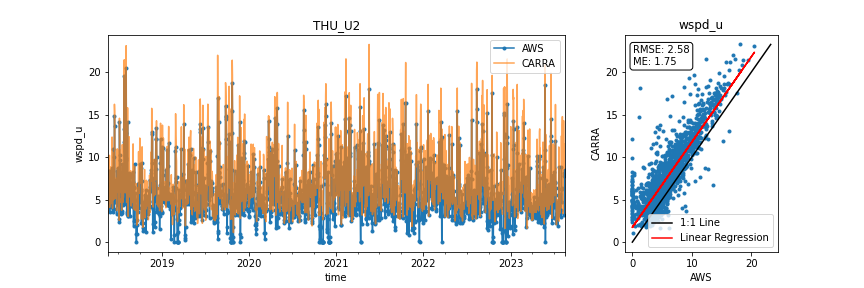 THU_U2
wspd_u
AWS
CARRA
20
15
10
5
0
wspd_u
2019
2020
2021
2022
2023
time
RMSE: 2.58
ME: 1.75
20
15
10
5
0
CARRA
1:1 Line
Linear Regression
0
10
20
AWS